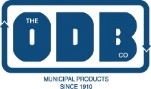 THE
ODB
CO
MUNICIPAL PRODUCTS
SINCE 1910